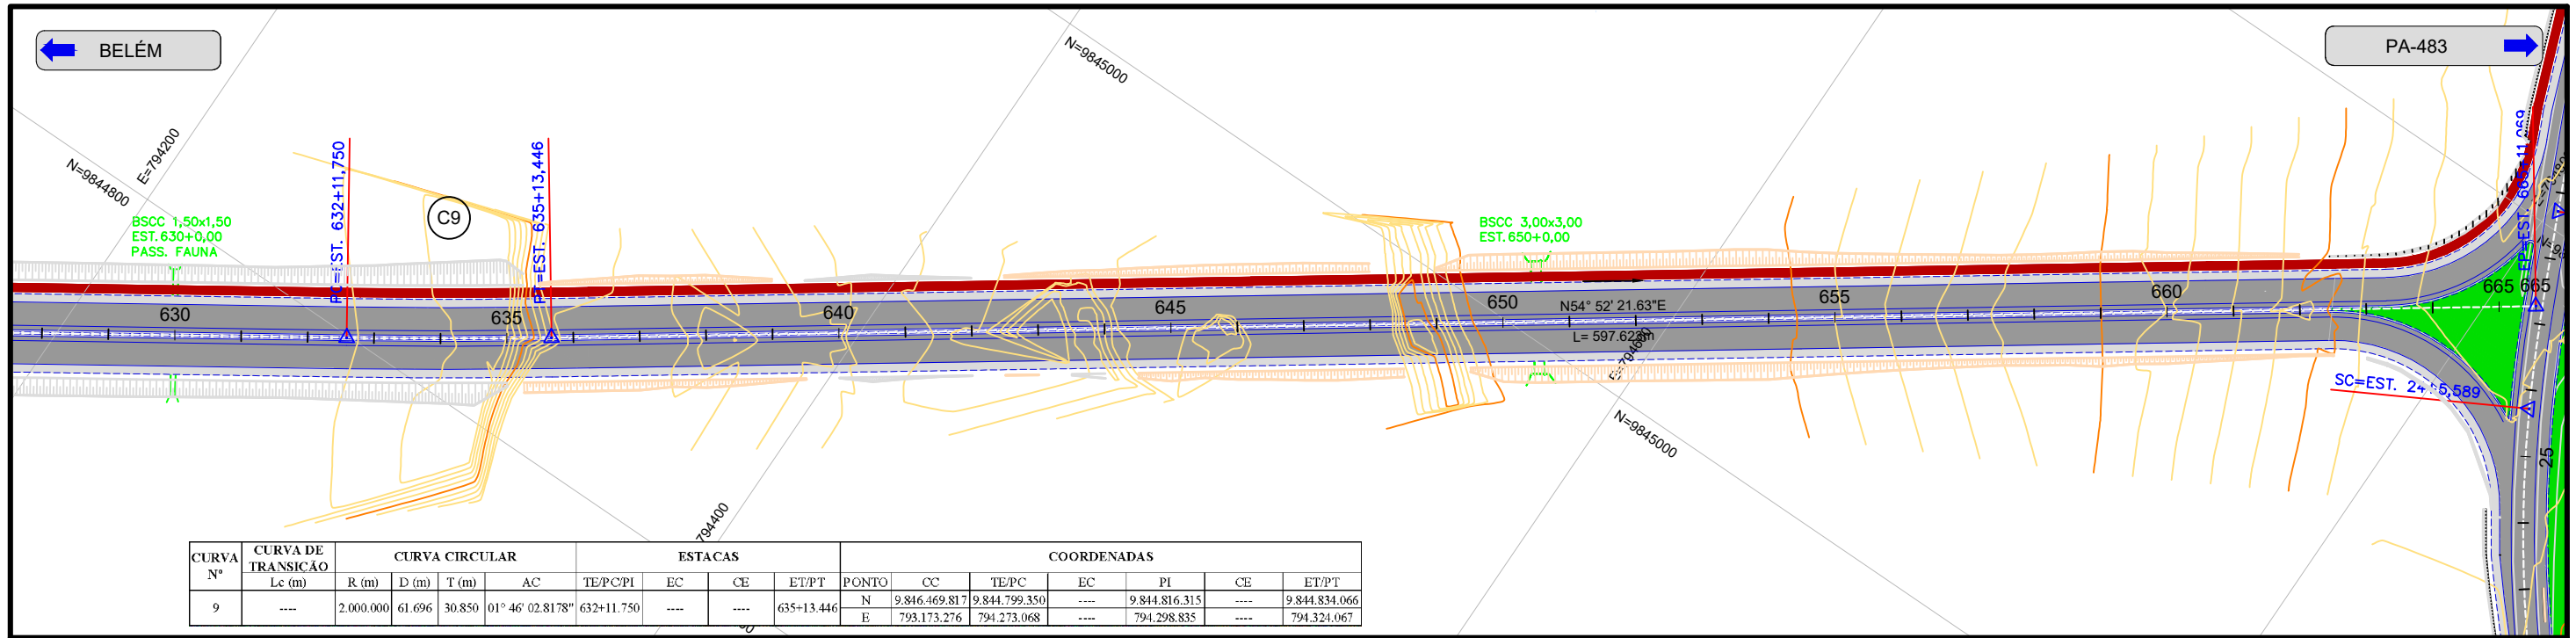 BELÉM
PA-483
N=9845000
E=794200
N=9844800
BSCC 1,50x1,50
EST.630+0,00
PASS. FAUNA
PC=EST. 632+11,750
C9
PT=EST. 635+13,446
BSCC 3,00x3,00
EST.650+0,00
630
635
640
645
650
655
660
665
665
N54° 52' 21.63"E
L= 597.623m
E=794600
N=9845000
SC=EST. 24
5,589
25
794400
CURVA Nº
CURVA DE TRANSIÇÃO
CURVA CIRCULAR
ESTACAS
COORDENADAS
Lc (m) R (m) D (m) T (m) AC TE/PC/PI EC CE ET/PT PONTO CC TE/PC EC PI CE ET/PT
9 ---- 2.000.000 61.696 30.850 01° 46' 02.8178" 632+11.750 ---- ---- 635+13.446
N 9.846.469.817 9.844.799.350 ---- 9.844.816.315 ---- 9.844.834.066
E 793.173.276 794.273.068 ---- 794.298.835 ---- 794.324.067